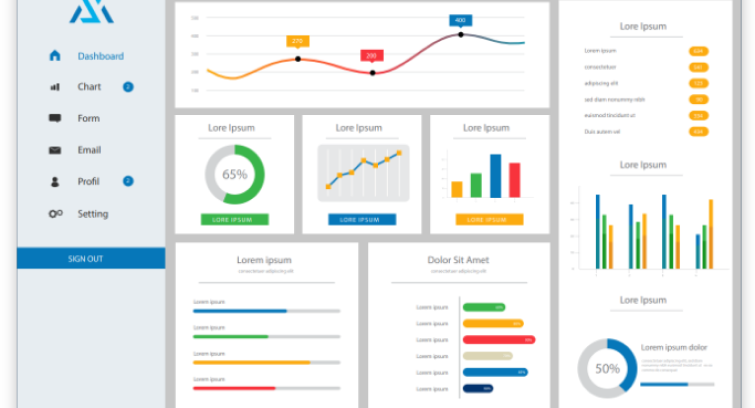 Dashboard
Chart
2
Form
Email
Profil
2
Setting
SIGN OUT
500
400
300
200
100
270
200
400
Lore Ipsum
65%
LORE IPSUM
Lore Ipsum
LORE IPSUM
Lore Ipsum
LORE IPSUM
Lorem ipsum
consectetuer adipiscing elit
Lorem ipsum
Lorem ipsum
Lorem ipsum
Lorem ipsum
Dolor Sit Amet
consectetuer adipiscing elit
Lorem ipsum
Lorem ipsum
Lorem ipsum
Lorem ipsum
Lorem ipsum
Lorem ipsum
Lore Ipsum
Lorem ipsum
consectetuer
adipiscing elit
sed diam nonummy nibh
euismod tincidunt ut
Duis autem vel
Lore Ipsum
Lore Ipsum
50%
Lorem ipsum dolor